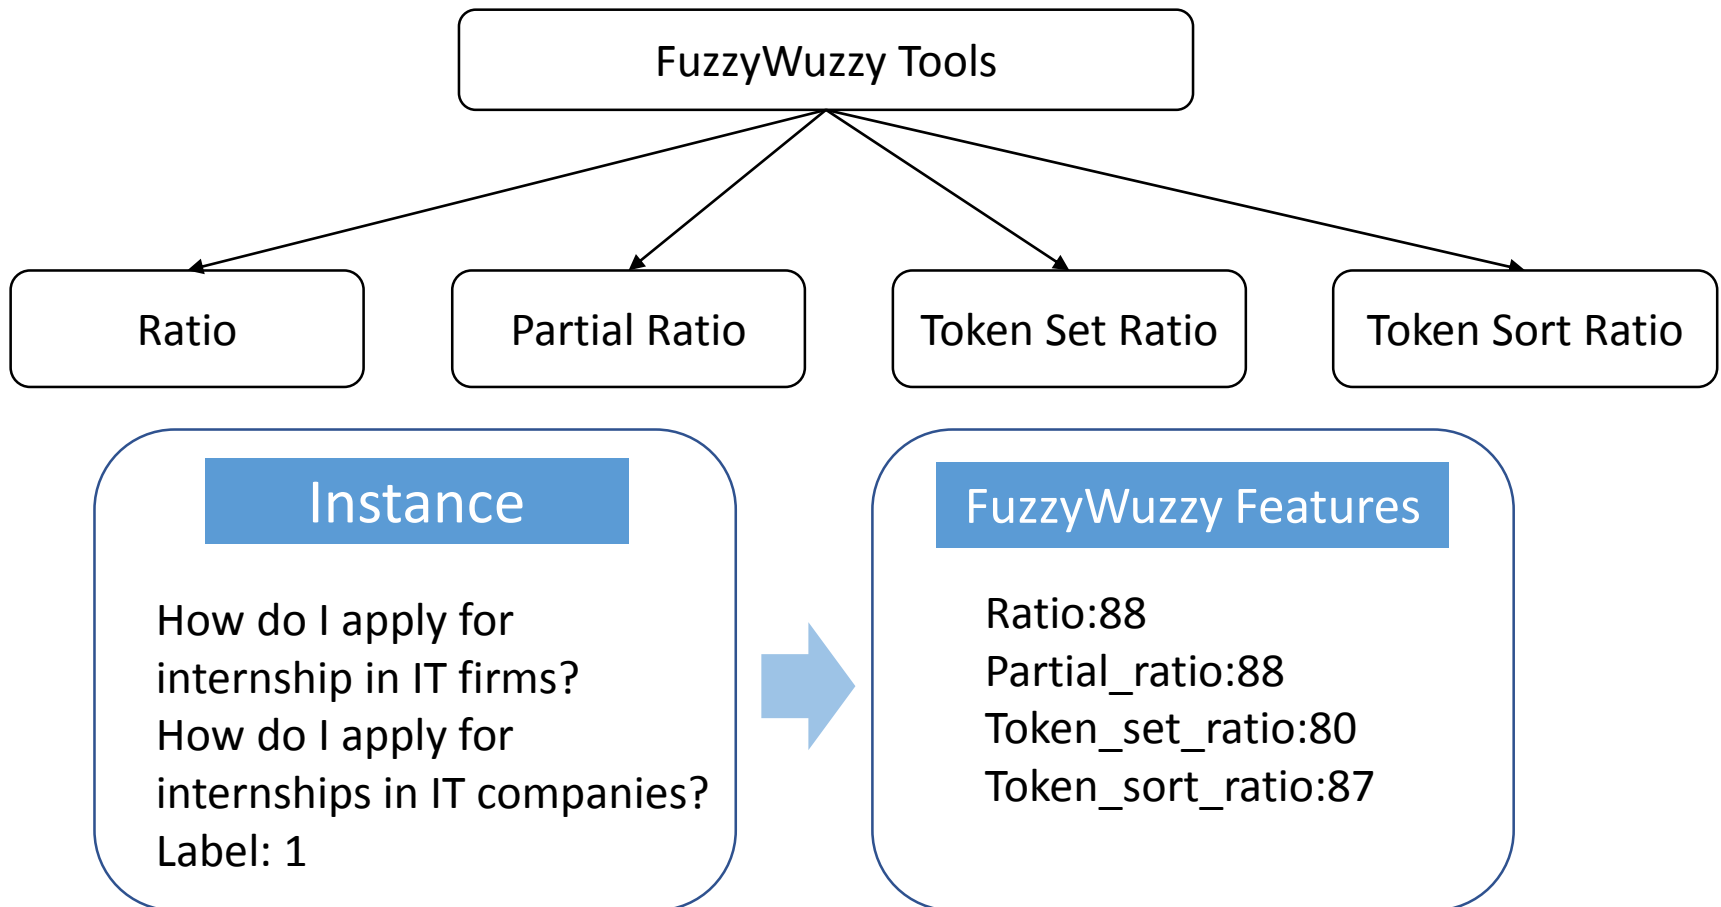 FuzzyWuzzy Tools
Ratio
Partial Ratio
Token Set Ratio
Token Sort Ratio
Instance
How do I apply for
internship in IT firms?
How do I apply for
internships in IT companies?
Label: 1
FuzzyWuzzy Features
Ratio:88
Partial_ratio:88
Token_set_ratio:80
Token_sort_ratio:87